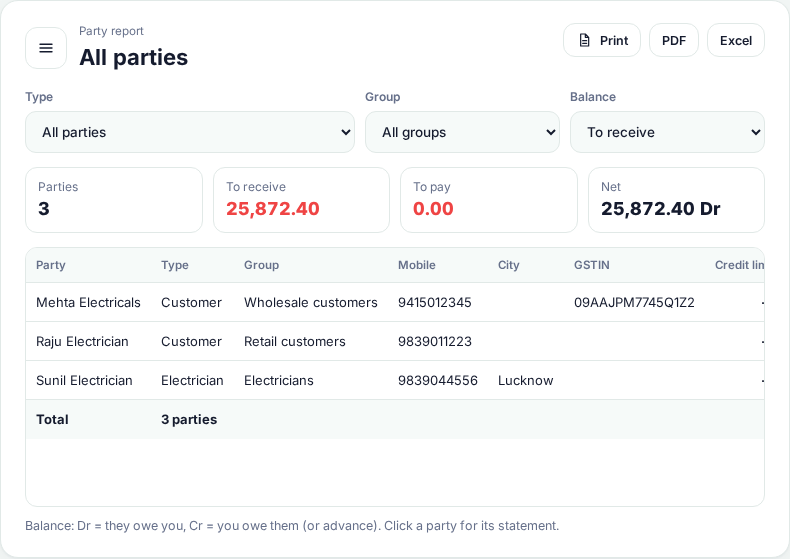 Party report
All parties
Print PDF Excel
Type Group Balance
All parties All groups To receive
Parties To receive To pay Net
3 25,872.40 0.00 25,872.40 Dr
Party Type Group Mobile City GSTIN Credit lim
Mehta Electricals Customer Wholesale customers 9415012345 09AAJPM7745Q1Z2
Raju Electrician Customer Retail customers 9839011223
Sunil Electrician Electrician Electricians 9839044556 Lucknow
Total 3 parties
Balance: Dr = they owe you, Cr = you owe them (or advance). Click a party for its statement.